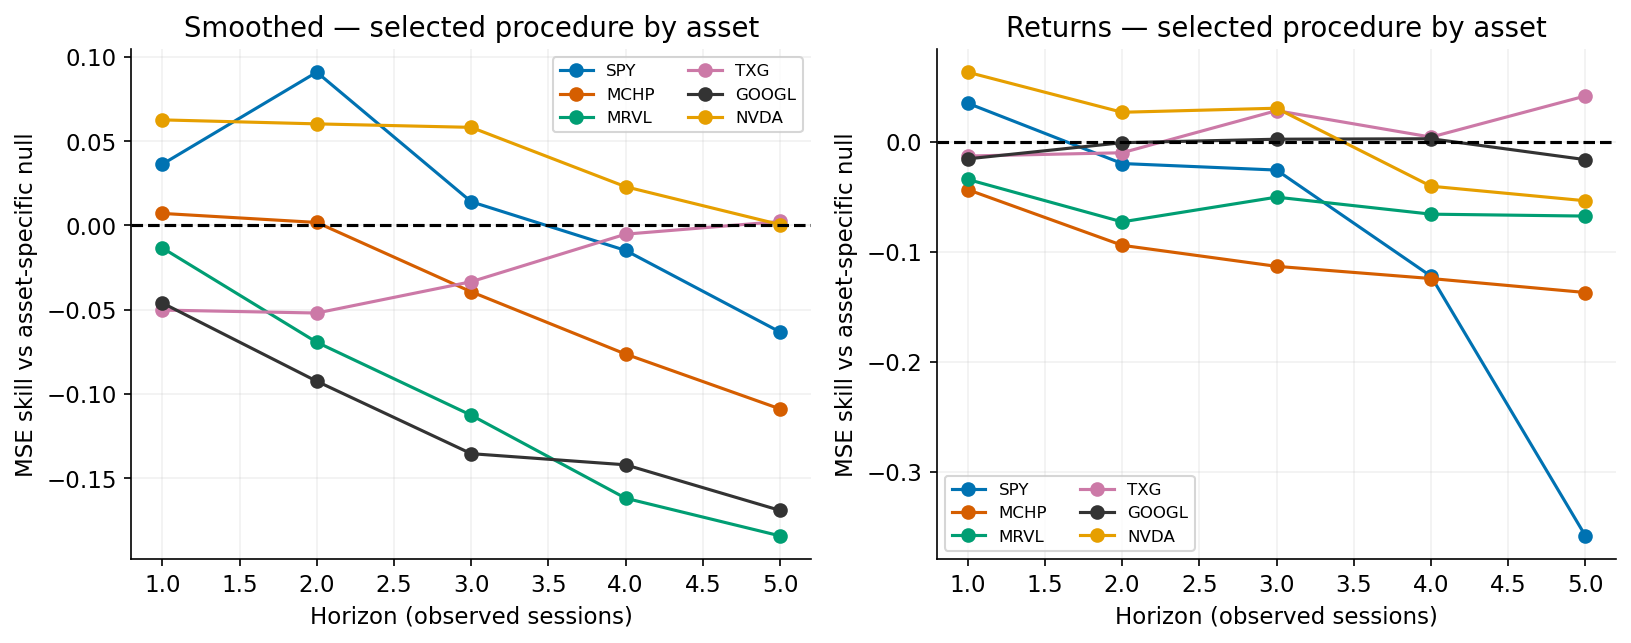 Smoothed — selected procedure by asset
MSE skill vs asset-specific null
0.10
0.05
0.00
−0.05
−0.10
−0.15
SPY
MCHP
MRVL
TXG
GOOGL
NVDA
1.0 1.5 2.0 2.5 3.0 3.5 4.0 4.5 5.0
Horizon (observed sessions)
Returns — selected procedure by asset
MSE skill vs asset-specific null
0.0
−0.1
−0.2
−0.3
SPY
MCHP
MRVL
TXG
GOOGL
NVDA
1.0 1.5 2.0 2.5 3.0 3.5 4.0 4.5 5.0
Horizon (observed sessions)